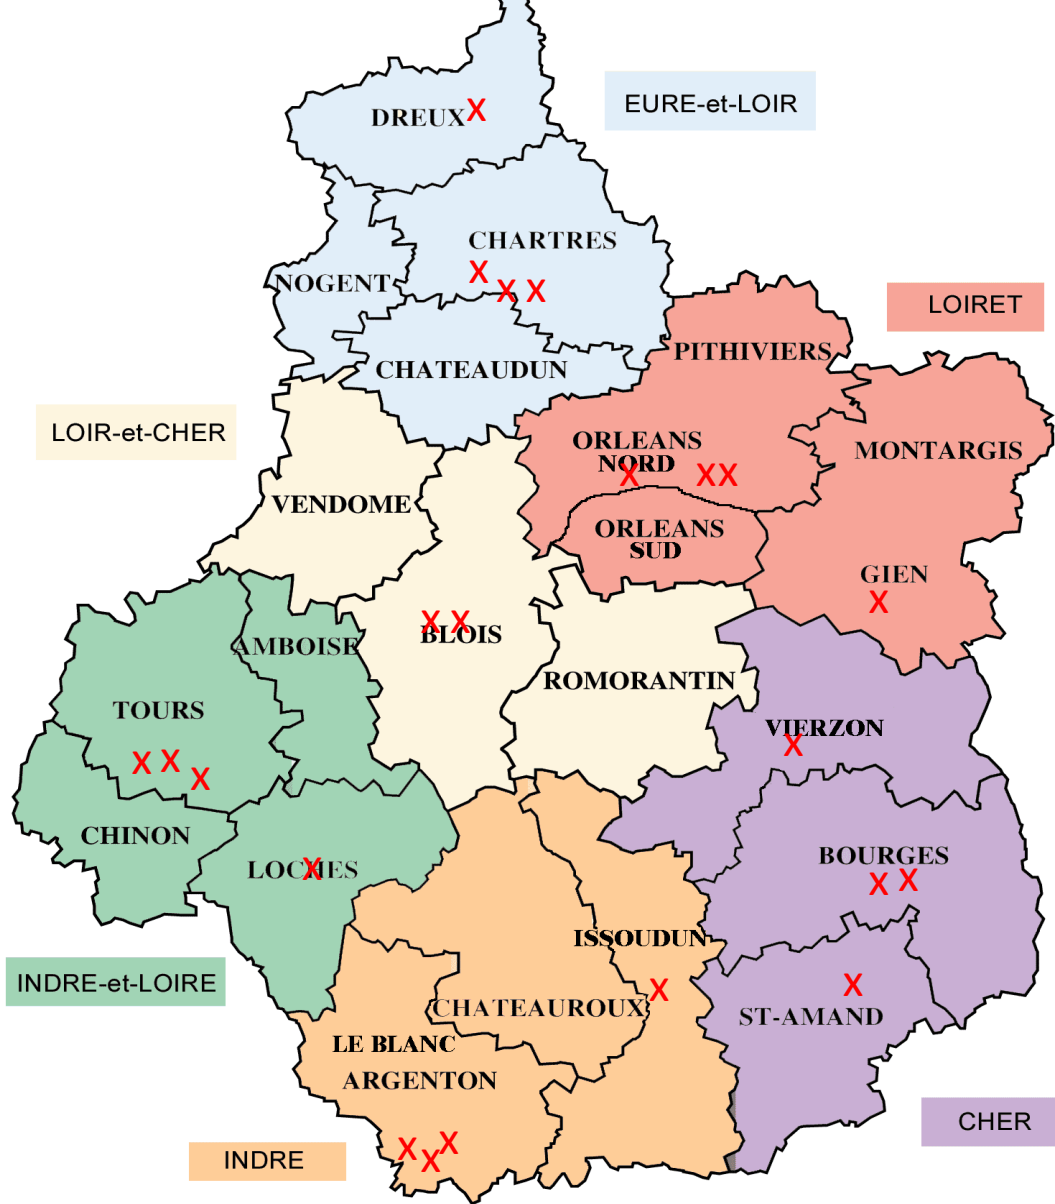 DREUX X
EURE-et-LOIR
CHARTRES
X
X X
NOGENT
LOIRET
PITHIVIERS
CHATEAUDUN
LOIR-et-CHER
ORLEANS
NORD
X X X
MONTARGIS
VENDOME
ORLEANS
SUD
GIEN
X
X X
BLOIS
AMBOISE
ROMORANTIN
TOURS
X X X
VIERZON
X
CHINON
LOCHES
X
BOURGES
X X
ISSOUDUN
X
INDRE-et-LOIRE
CHATEAUROUX
X
ST-AMAND
LE BLANC
ARGENTON
X X X
CHER
INDRE